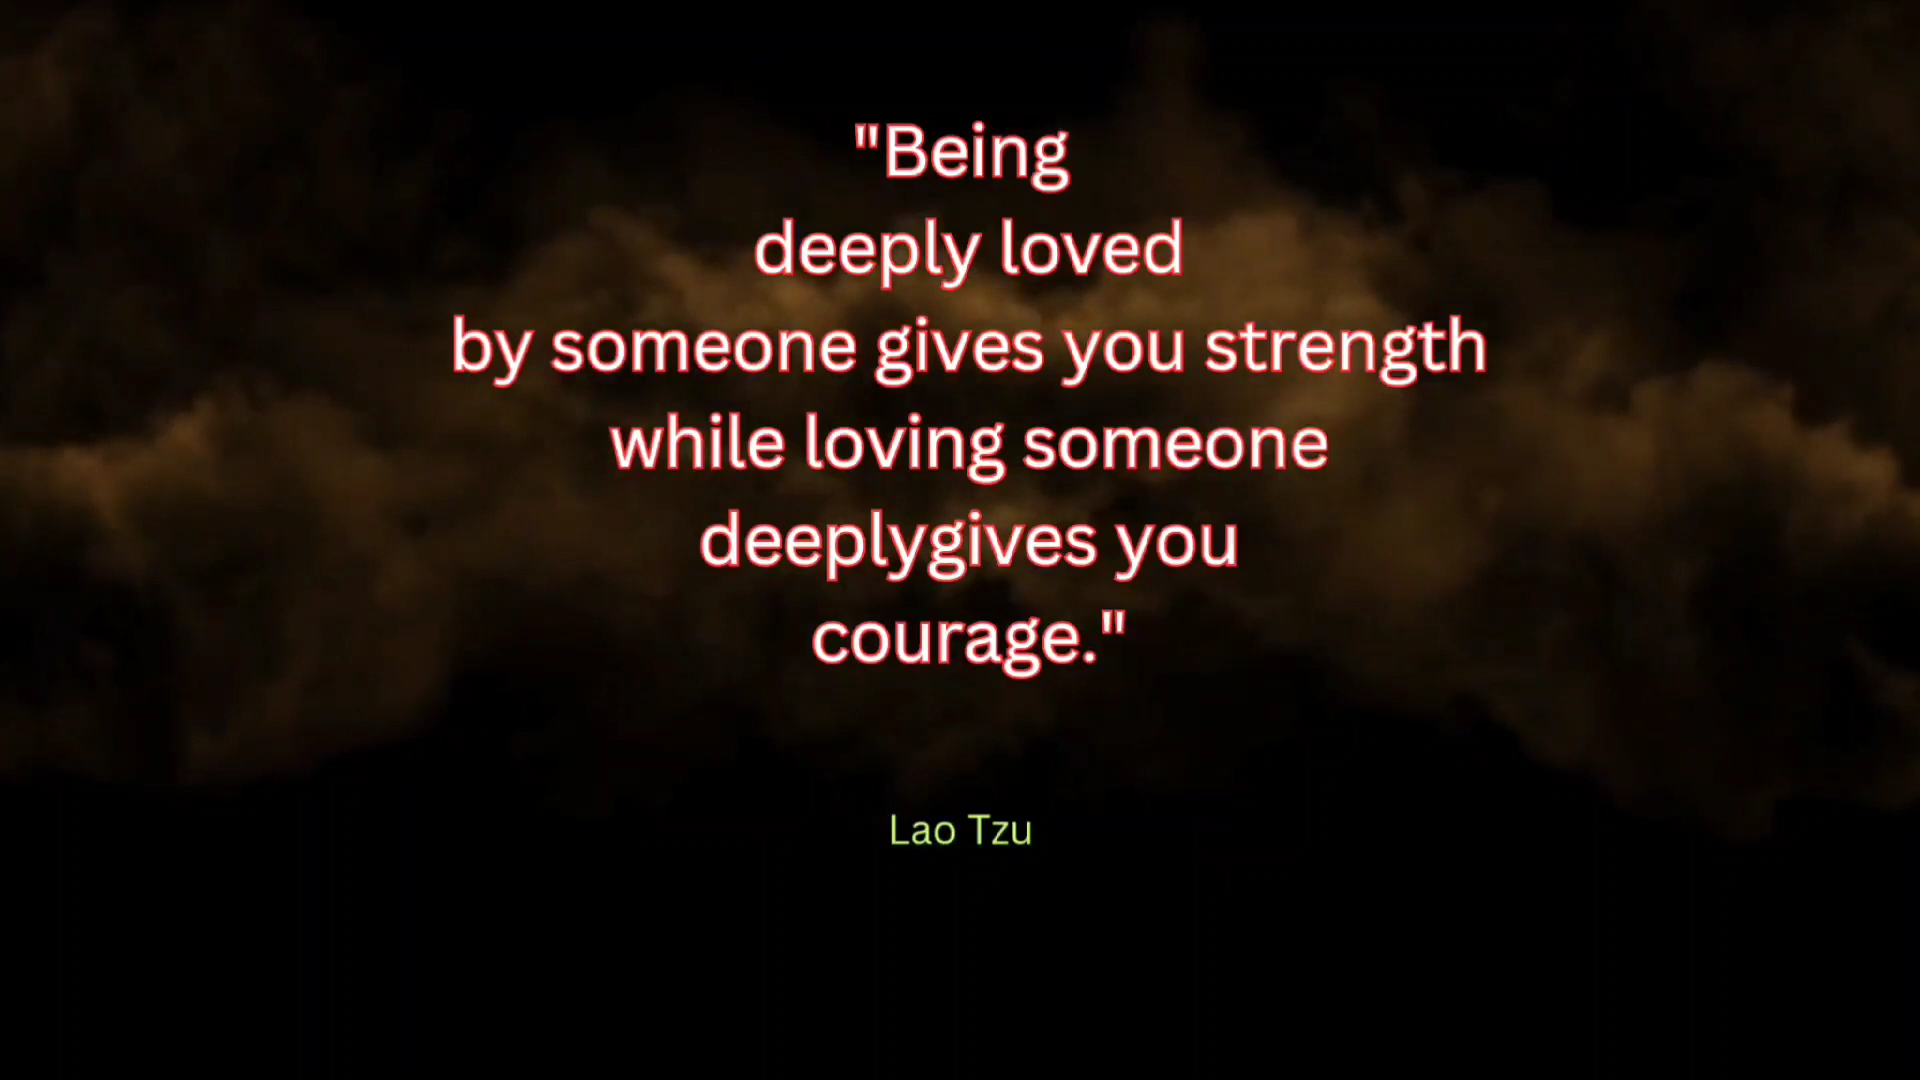 "Being
deeply loved
by someone gives you strength
while loving someone
deeplygives you
courage."
Lao Tzu